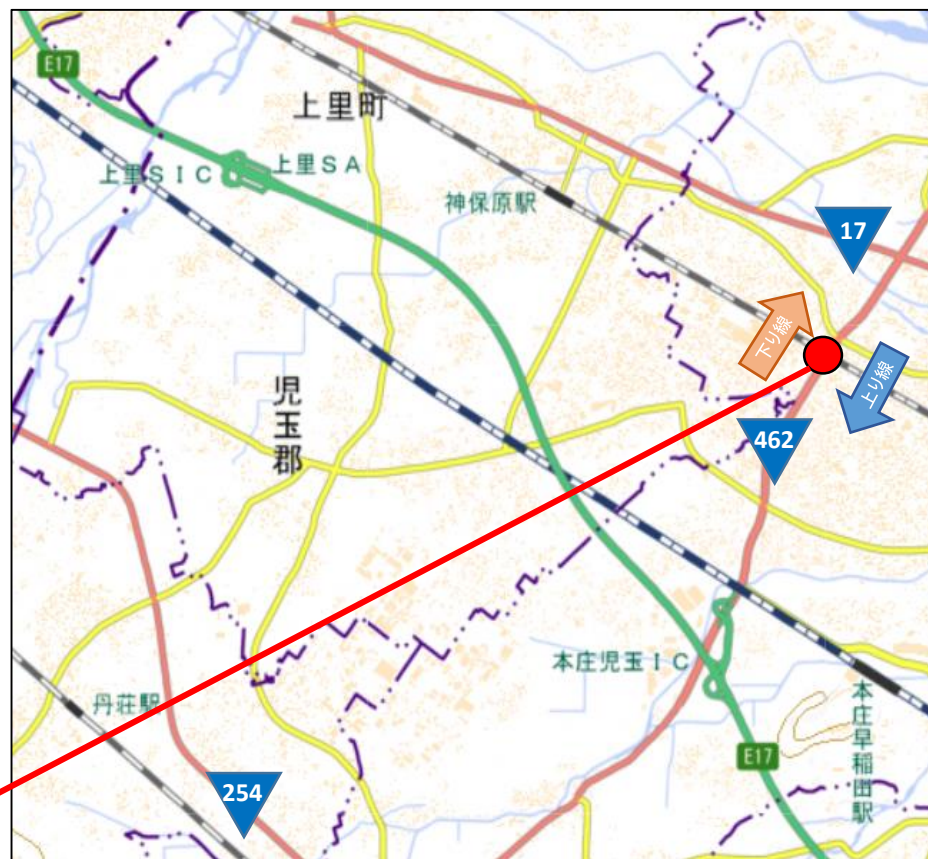 E17
上里町
上里SIC
上里SA
神保原駅
17
下り線
上り線
児玉郡
462
本庄児玉IC
丹荘駅
本庄早稲田駅
E17
254